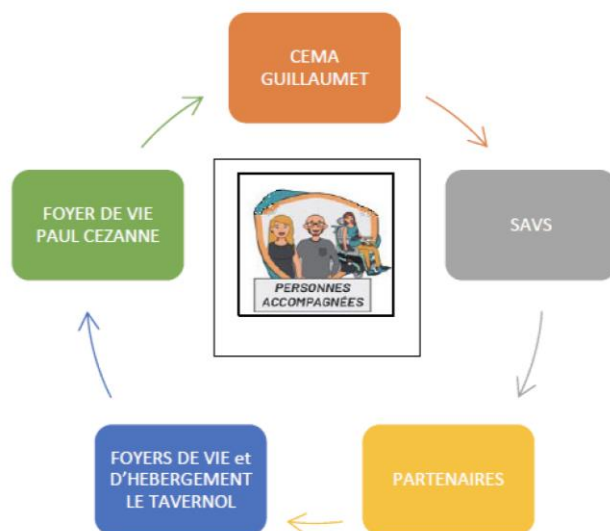 CEMA
GUILLAUMET
SAVS
PARTENAIRES
FOYERS DE VIE et
D'HEBERGEMENT
LE TAVERNOL
FOYER DE VIE
PAUL CEZANNE
PERSONNES
ACCOMPAGNÉES